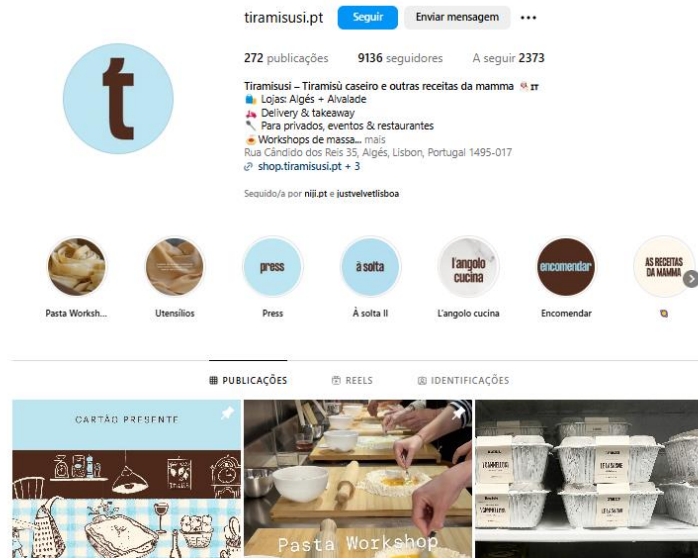 tiramisusi.pt Seguir Enviar mensagem
272 publicações 9136 seguidores A seguir 2373
Tiramisusi – Tiramisù caseiro e outras receitas da mamma IT
Lojas: Algés + Alvalade
Delivery & takeaway
Para privados, eventos & restaurantes
Workshops de massa... mais
Rua Cândido dos Reis 35, Algés, Lisbon, Portugal 1495-017
shop.tiramisusi.pt + 3
Seguido/a por niji.pt e justvelvetlisboa
t
press
à solta
l'angolo
cucina
encomendar
AS RECEITAS
DA MAMMA
Pasta Worksh...
Utensílios
Press
À solta II
L'angolo cucina
Encomendar
PUBLICAÇÕES REELS IDENTIFICAÇÕES
CARTÃO PRESENTE
Pasta Workshop